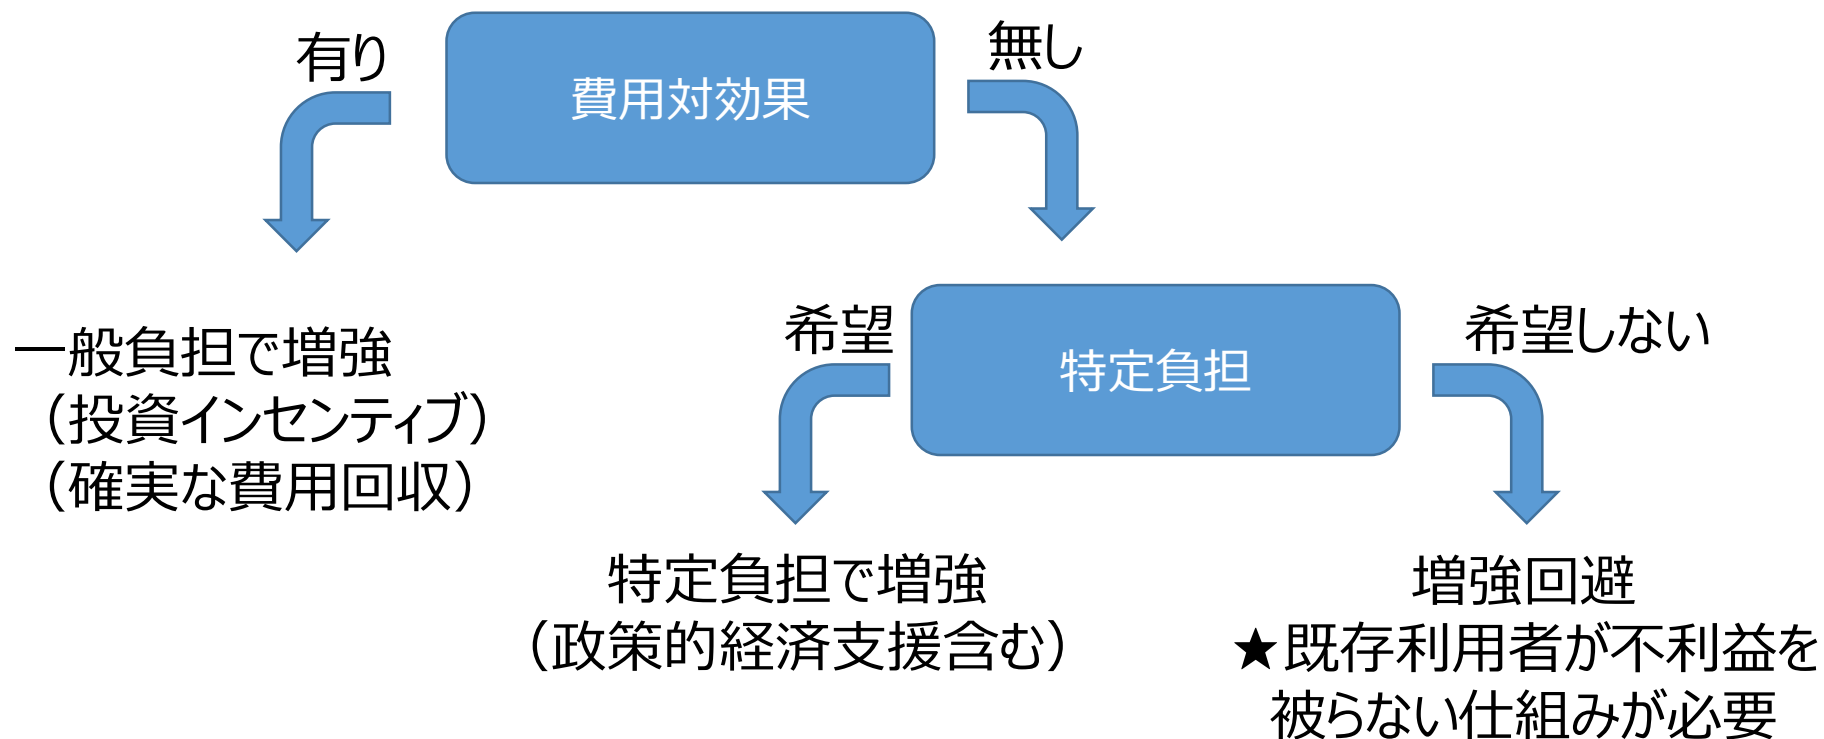 有り
費用対効果
無し
一般負担で増強
（投資インセンティブ）
（確実な費用回収）
希望
特定負担
希望しない
特定負担で増強
（政策的経済支援含む）
増強回避
★既存利用者が不利益を
被らない仕組みが必要